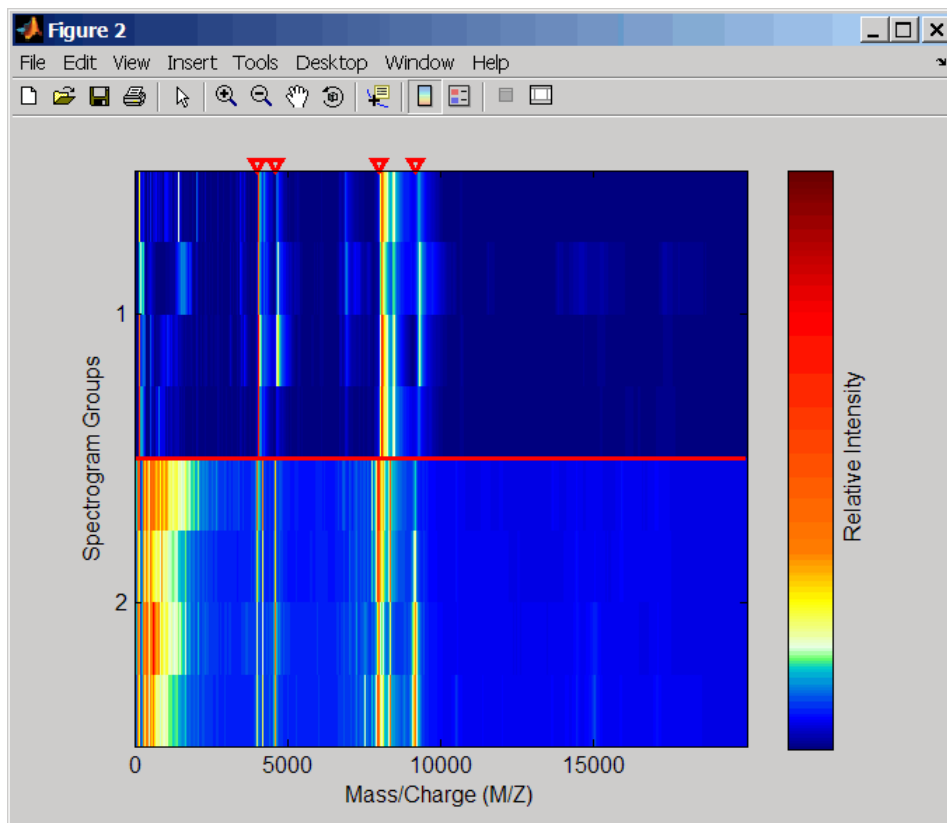 Figure 2
File Edit View Insert Tools Desktop Window Help
1
2
Spectrogram Groups
0 5000 10000 15000
Mass/Charge (M/Z)
Relative Intensity